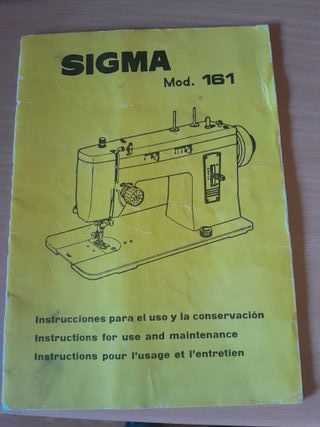 SIGMA
Mod. 161
Instrucciones para el uso y la conservación
Instructions for use and maintenance
Instructions pour l'usage et l'entretien